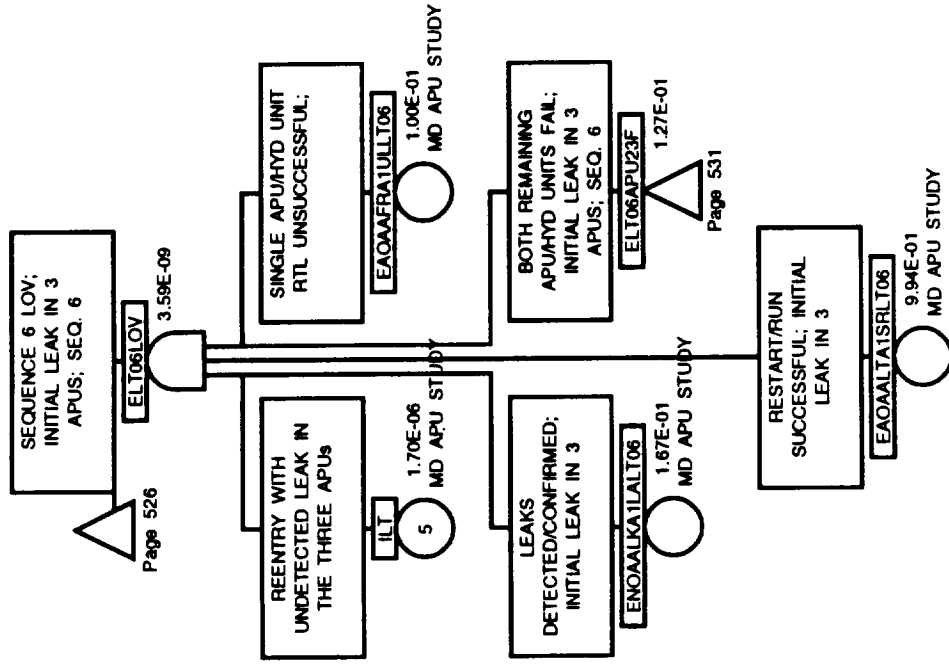 SEQUENCE 6 LOV;
INITIAL LEAK IN 3
APUS; SEQ. 6
ELT06LOV
3.59E-09
Page 526
REENTRY WITH
UNDETECTED LEAK IN
THE THREE APUs
ILT
5
1.70E-06
MD APU STUDY
SINGLE APU/HYD UNIT
RTL UNSUCCESSFUL;
EAOAAFRA1ULLT06
1.00E-01
MD APU STUDY
LEAKS
DETECTED/CONFIRMED;
INITIAL LEAK IN 3
ENOAALKA1LALT06
1.67E-01
MD APU STUDY
BOTH REMAINING
APU/HYD UNITS FAIL;
INITIAL LEAK IN 3
APUS; SEQ. 6
ELT06APU23F
1.27E-01
Page 531
RESTART/RUN
SUCCESSFUL; INITIAL
LEAK IN 3
EAOAALTA1SRLT06
9.94E-01
MD APU STUDY